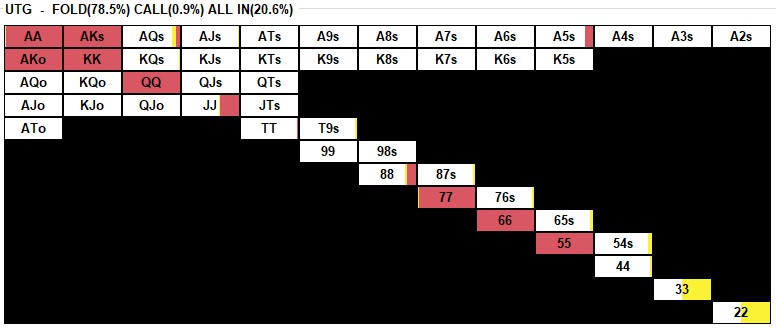 UTG - FOLD(78.5%) CALL(0.9%) ALL IN(20.6%)
AA AKs AQs AJs ATs A9s A8s A7s A6s A5s A4s A3s A2s
AKo KK KQs KJs KTs K9s K8s K7s K6s K5s
AQo KQo QQ QJs QTs
AJo KJo QJo JJ JTs
ATo TT T9s
99 98s
88 87s
77 76s
66 65s
55 54s
44
33
22